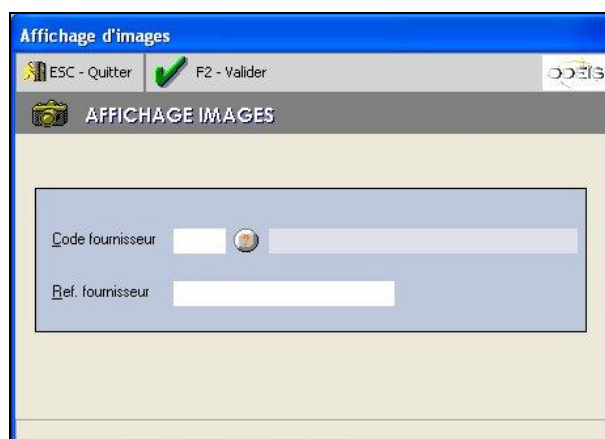 Affichage d'images
ESC - Quitter F2 - Valider
AFFICHAGE IMAGES
Code fournisseur
Ref. fournisseur